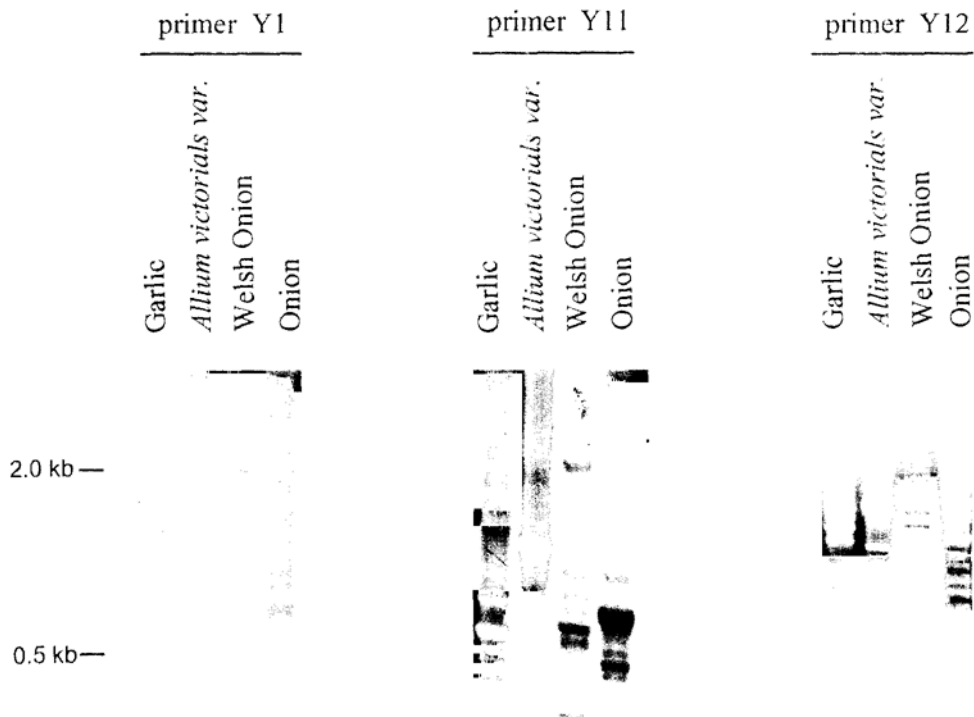 primer Y1
primer Y11
primer Y12
Garlic
Allium victorials var.
Welsh Onion
Onion
Garlic
Allium victorials var.
Welsh Onion
Onion
Garlic
Allium victorials var.
Welsh Onion
Onion
2.0 kb
0.5 kb